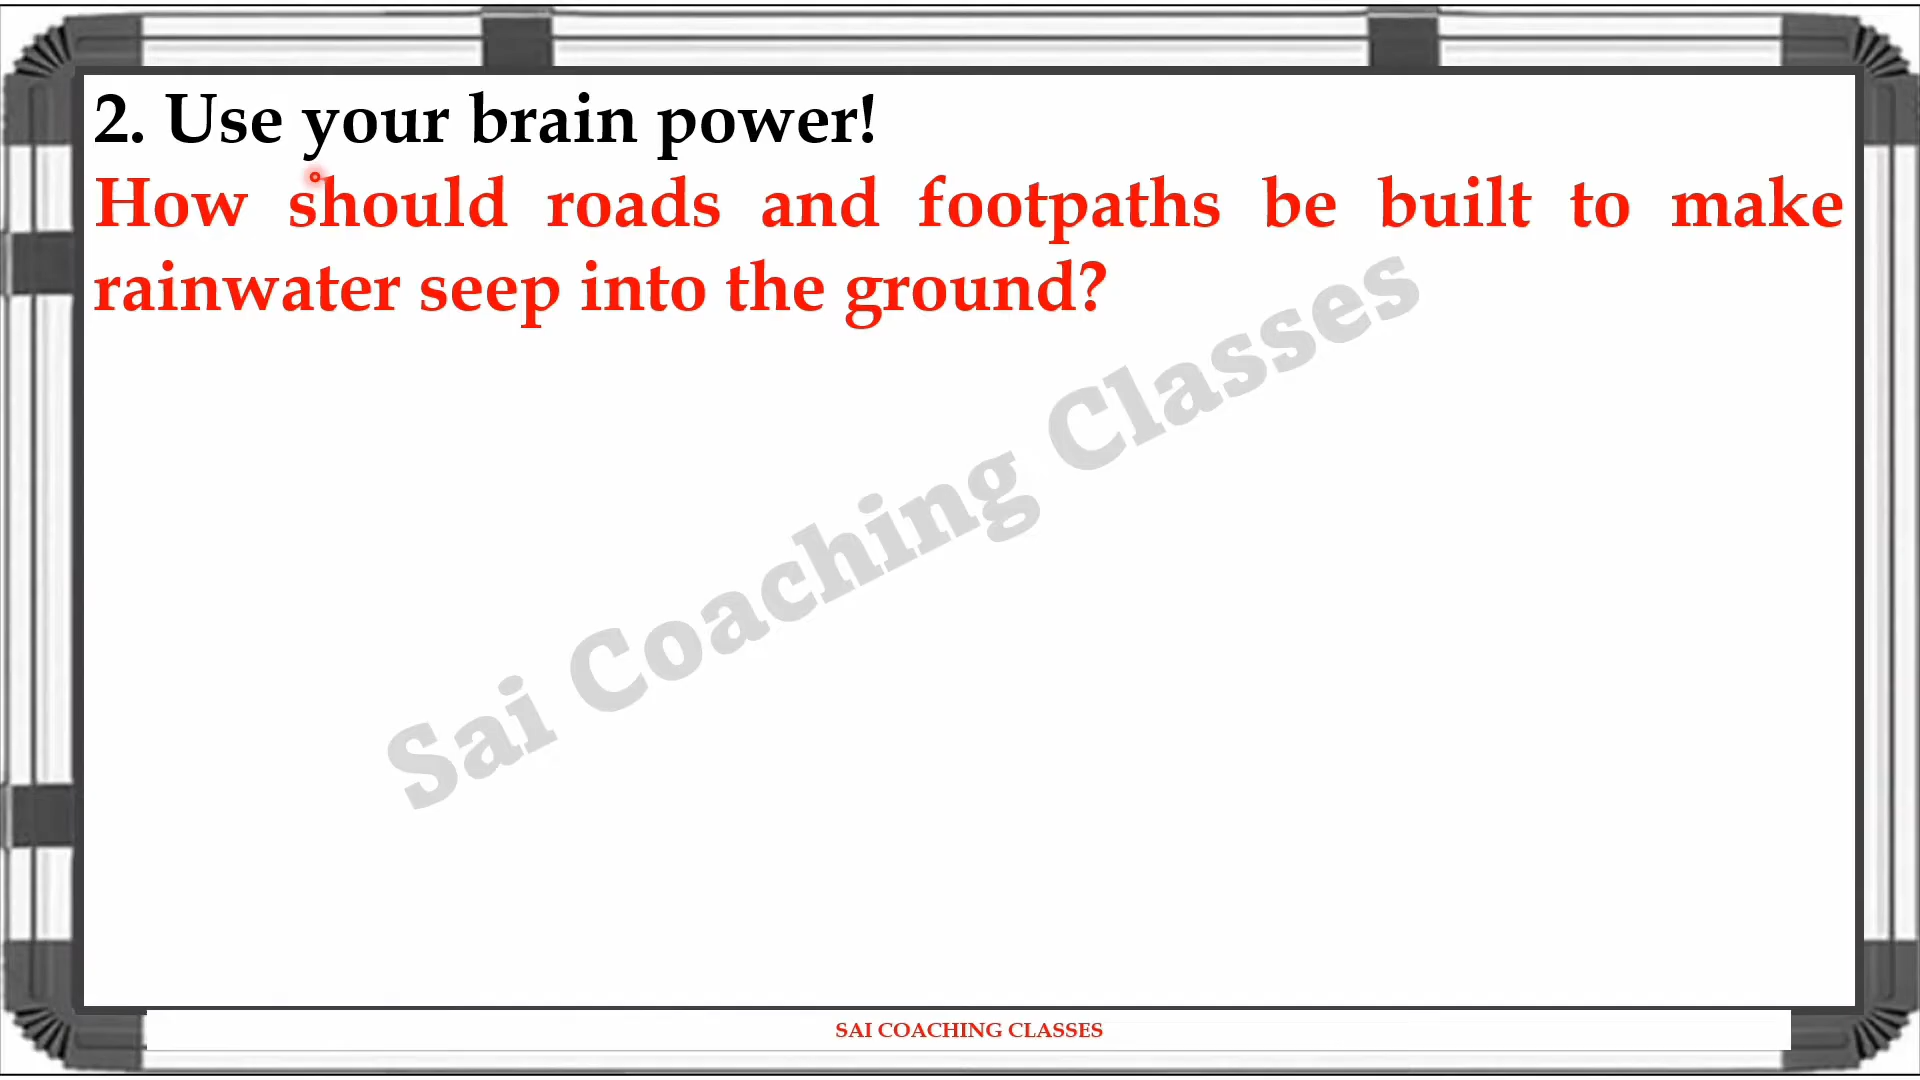 2. Use your brain power!
How should roads and footpaths be built to make
rainwater seep into the ground?
Sai Coaching Classes
SAI COACHING CLASSES